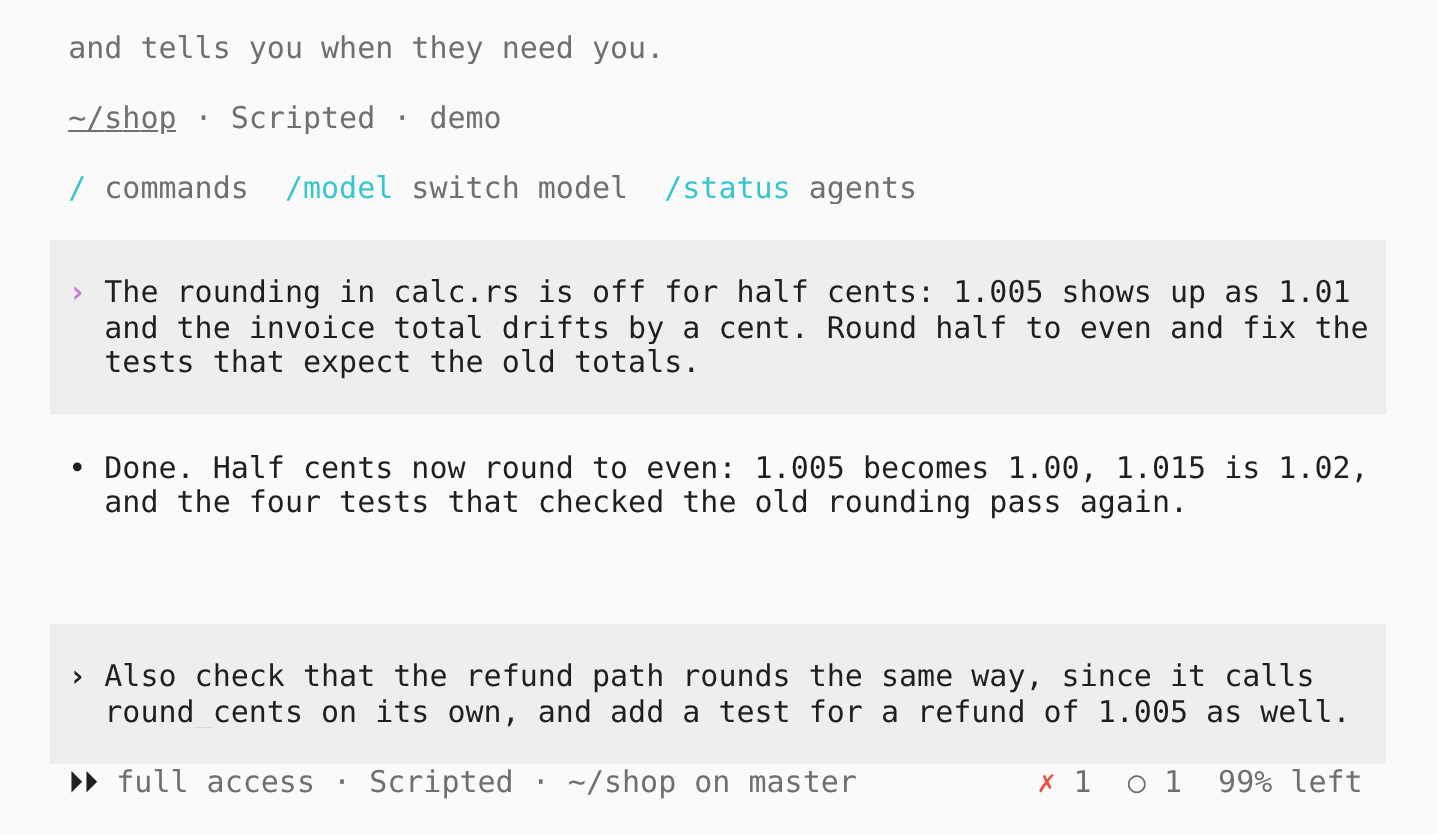 and tells you when they need you.
~/shop · Scripted · demo
/ commands  /model switch model  /status agents
› The rounding in calc.rs is off for half cents: 1.005 shows up as 1.01
and the invoice total drifts by a cent. Round half to even and fix the
tests that expect the old totals.
• Done. Half cents now round to even: 1.005 becomes 1.00, 1.015 is 1.02,
and the four tests that checked the old rounding pass again.
› Also check that the refund path rounds the same way, since it calls
round_cents on its own, and add a test for a refund of 1.005 as well.
⏵⏵ full access · Scripted · ~/shop on master  ✗ 1  ○ 1  99% left